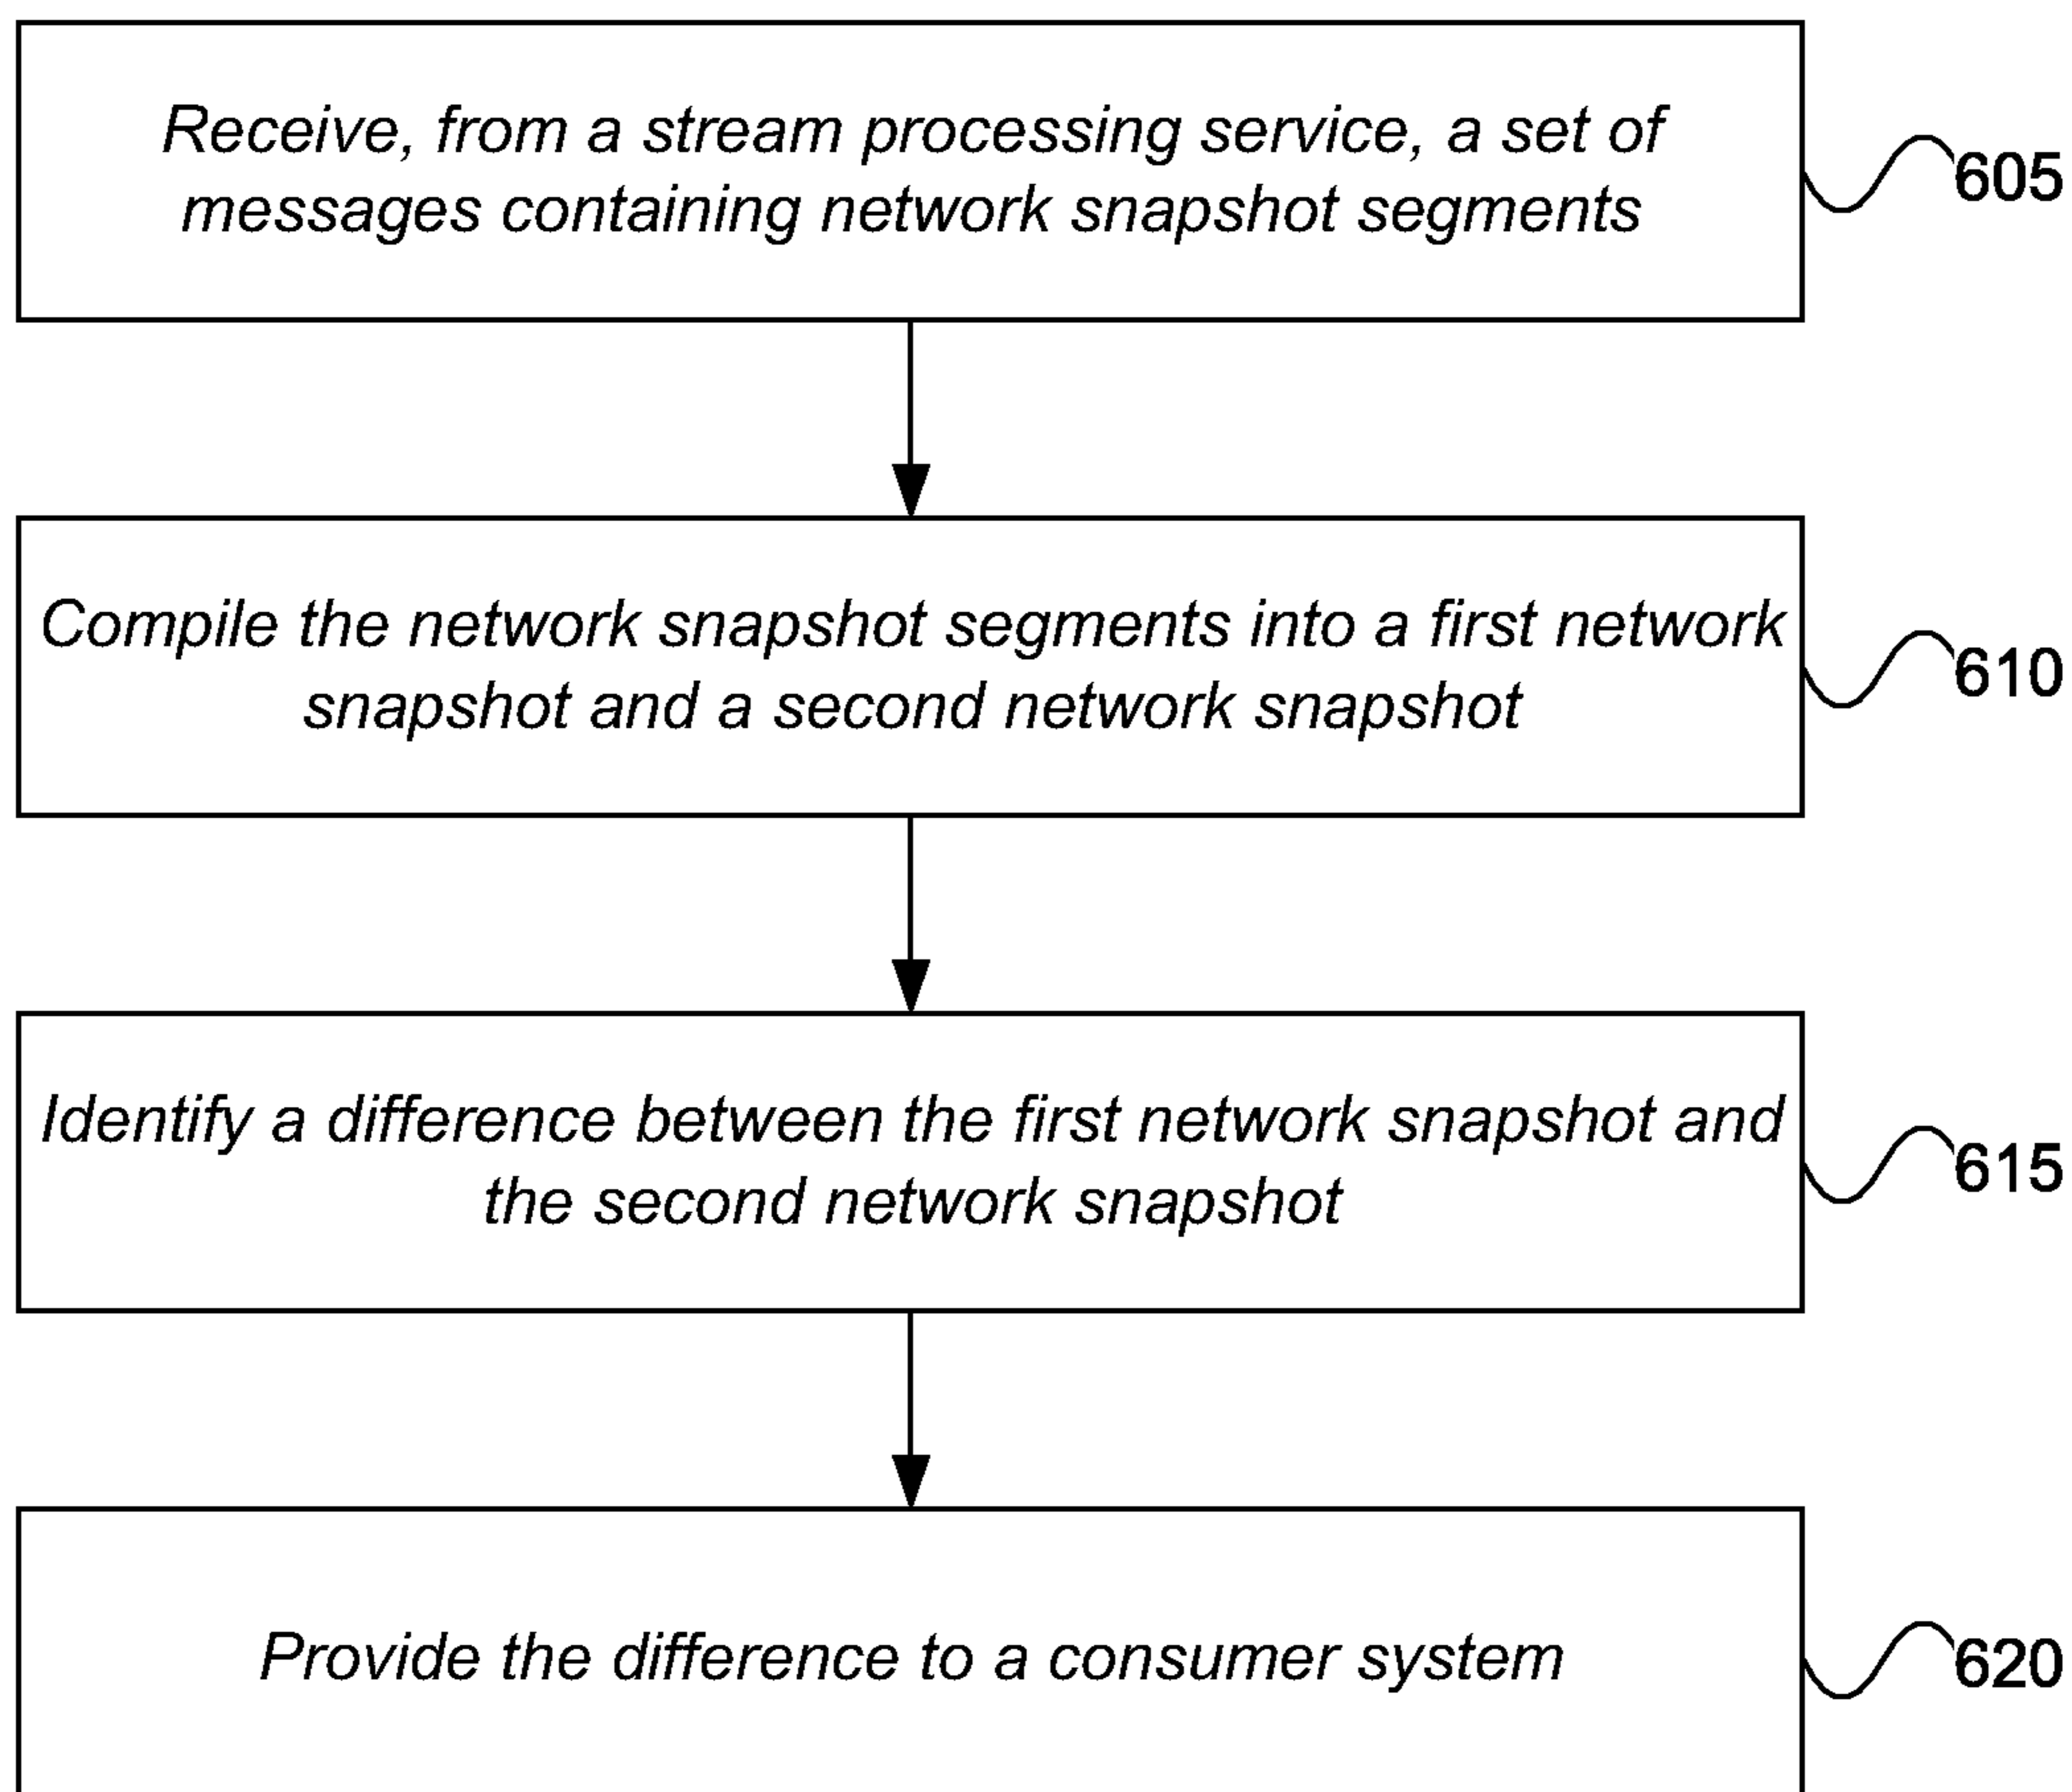 Receive, from a stream processing service, a set of
messages containing network snapshot segments
605
Compile the network snapshot segments into a first network
snapshot and a second network snapshot
610
Identify a difference between the first network snapshot and
the second network snapshot
615
Provide the difference to a consumer system
620